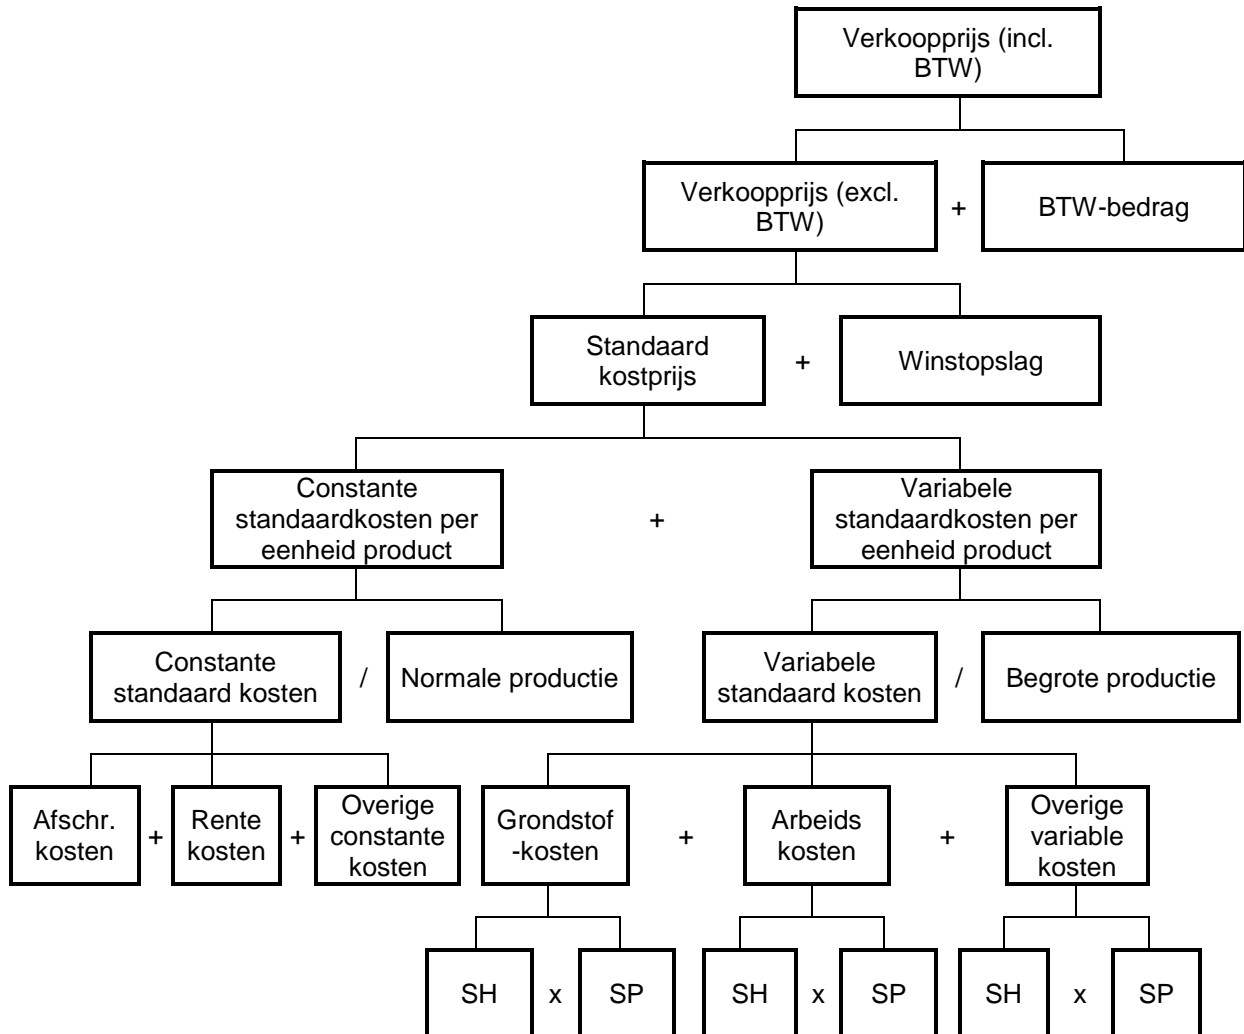 Verkoopprijs (incl.
BTW)
Verkoopprijs (excl.
BTW)
+
BTW-bedrag
Standaard
kostprijs
+
Winstopslag
Constante
standaardkosten per
eenheid product
+
Variabele
standaardkosten per
eenheid product
Constante
standaard kosten
/
Normale productie
Variabele
standaard kosten
/
Begrote productie
Afschr.
kosten
+
Rente
kosten
+
Overige
constante
kosten
Grondstof
-kosten
+
Arbeids
kosten
+
Overige
variable
kosten
SH
x
SP
SH
x
SP
SH
x
SP